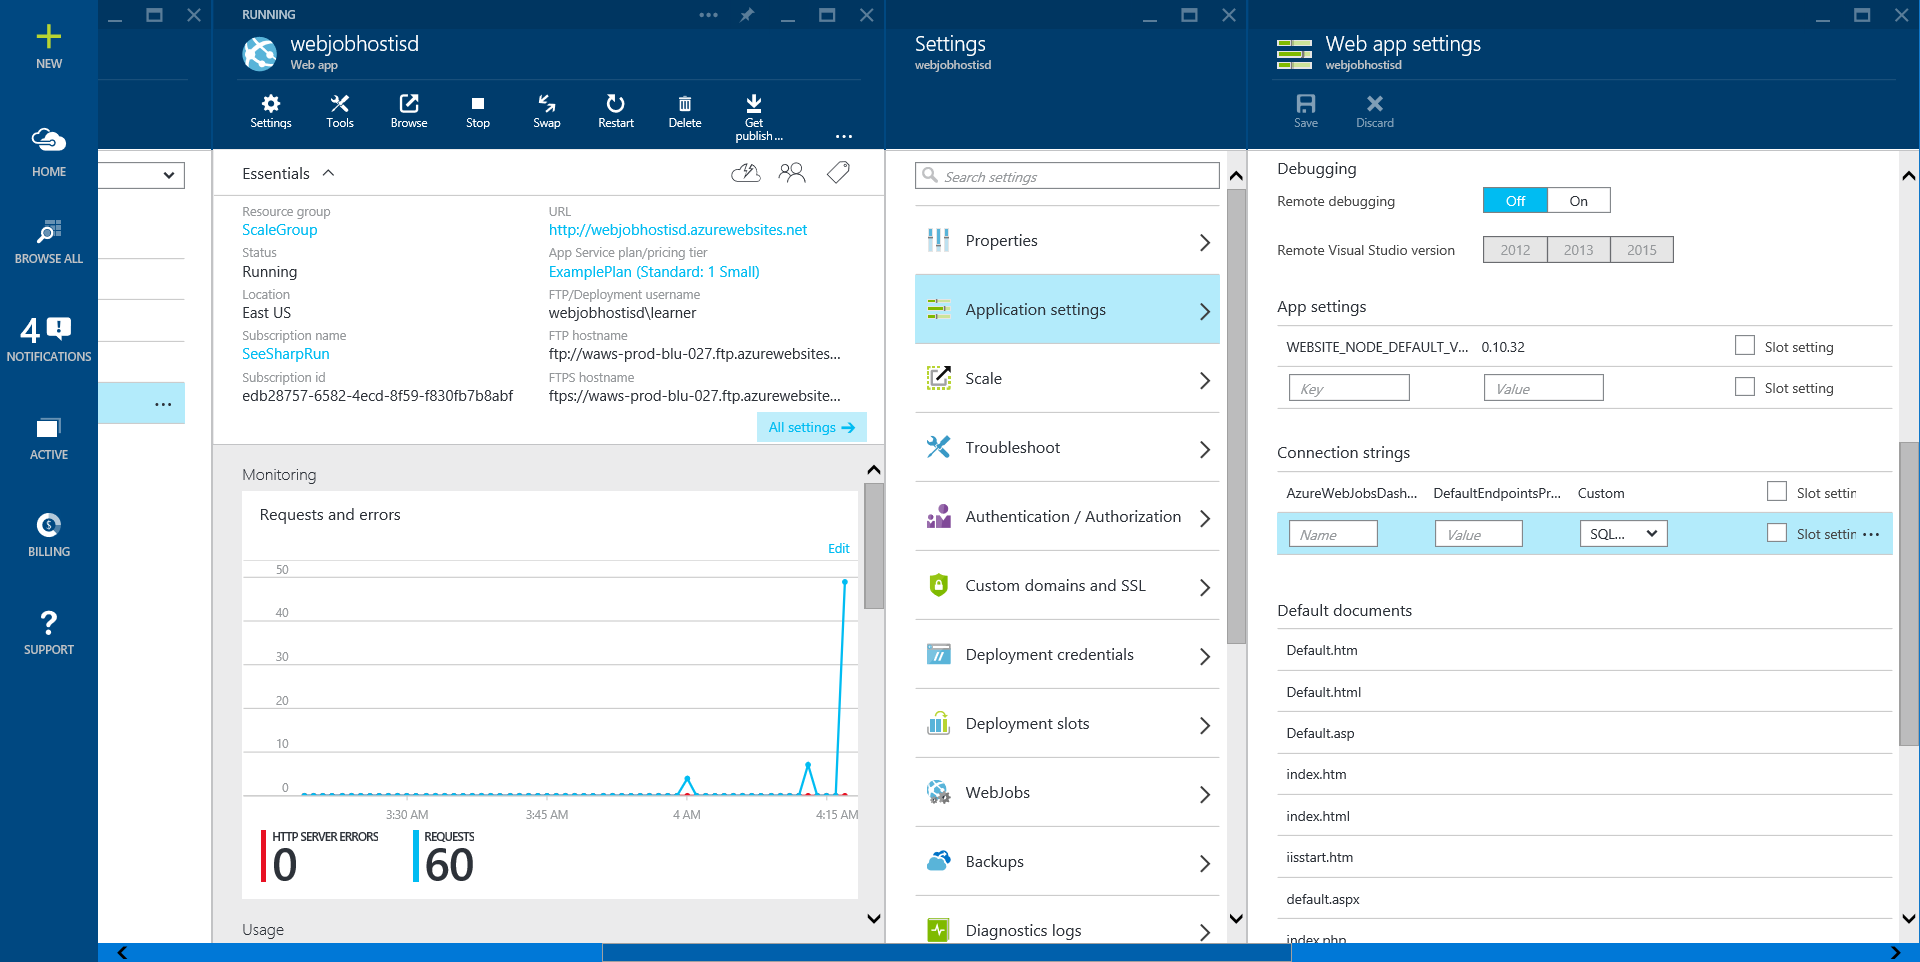 NEW
HOME
BROWSE ALL
4
NOTIFICATIONS
ACTIVE
BILLING
SUPPORT
RUNNING
webjobhostisd
Web app
Settings
Tools
Browse
Stop
Swap
Restart
Delete
Get
publish ...
Essentials
Resource group
ScaleGroup
Status
Running
Location
East US
Subscription name
SeeSharpRun
Subscription id
edb28757-6582-4ecd-8f59-f830fb7b8abf
URL
http://webjobhostisd.azurewebsites.net
App Service plan/pricing tier
ExamplePlan (Standard: 1 Small)
FTP/Deployment username
webjobhostisd\learner
FTP hostname
ftp://waws-prod-blu-027.ftp.azurewebsites...
FTPS hostname
ftps://waws-prod-blu-027.ftp.azurewebsite...
All settings
Monitoring
Requests and errors
Edit
50
40
30
20
10
0
3:30 AM
3:45 AM
4 AM
4:15 AM
HTTP SERVER ERRORS
0
REQUESTS
60
Usage
Settings
webjobhostisd
Search settings
Properties
Application settings
Scale
Troubleshoot
Authentication / Authorization
Custom domains and SSL
Deployment credentials
Deployment slots
WebJobs
Backups
Diagnostics logs
Web app settings
webjobhostisd
Save
Discard
Debugging
Remote debugging
Off
On
Remote Visual Studio version
2012
2013
2015
App settings
WEBSITE_NODE_DEFAULT_V...
0.10.32
Slot setting
Key
Value
Slot setting
Connection strings
AzureWebJobsDash...
DefaultEndpointsPr...
Custom
Slot settin
Name
Value
SQL...
Slot settin
...
Default documents
Default.htm
Default.html
Default.asp
index.htm
index.html
iisstart.htm
default.aspx
index.php